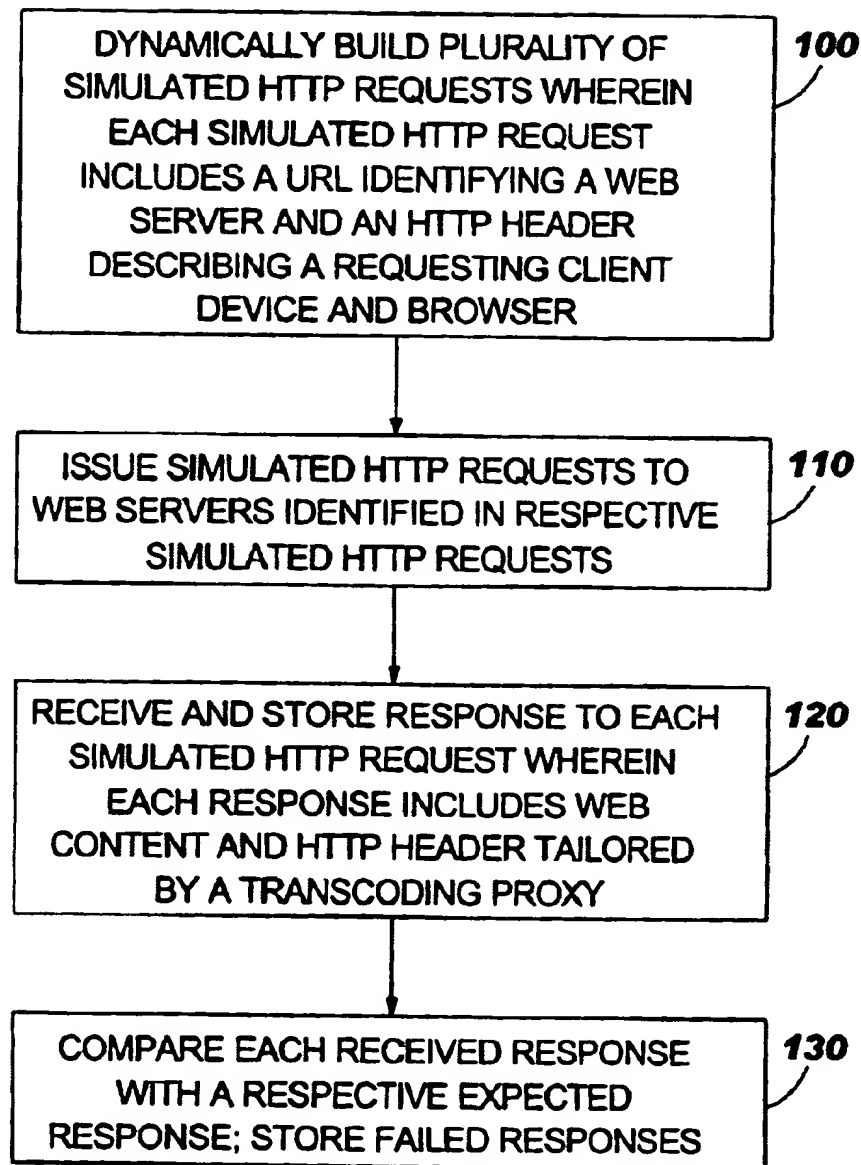 DYNAMICALLY BUILD PLURALITY OF
SIMULATED HTTP REQUESTS WHEREIN
EACH SIMULATED HTTP REQUEST
INCLUDES A URL IDENTIFYING A WEB
SERVER AND AN HTTP HEADER
DESCRIBING A REQUESTING CLIENT
DEVICE AND BROWSER
100
ISSUE SIMULATED HTTP REQUESTS TO
WEB SERVERS IDENTIFIED IN RESPECTIVE
SIMULATED HTTP REQUESTS
110
RECEIVE AND STORE RESPONSE TO EACH
SIMULATED HTTP REQUEST WHEREIN
EACH RESPONSE INCLUDES WEB
CONTENT AND HTTP HEADER TAILORED
BY A TRANSCODING PROXY
120
COMPARE EACH RECEIVED RESPONSE
WITH A RESPECTIVE EXPECTED
RESPONSE; STORE FAILED RESPONSES
130